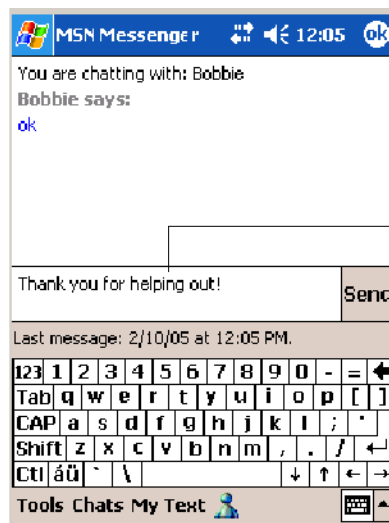 MSN Messenger 12:05 ok
You are chatting with: Bobbie
Bobbie says:
ok
Thank you for helping out!
Send
Last message: 2/10/05 at 12:05 PM.
123 1 2 3 4 5 6 7 8 9 0 - =
Tab q w e r t y u i o p [ ]
CAP a s d f g h j k l ; '
Shift z x c v b n m , . /
Ctl áü ` \
Tools Chats My Text